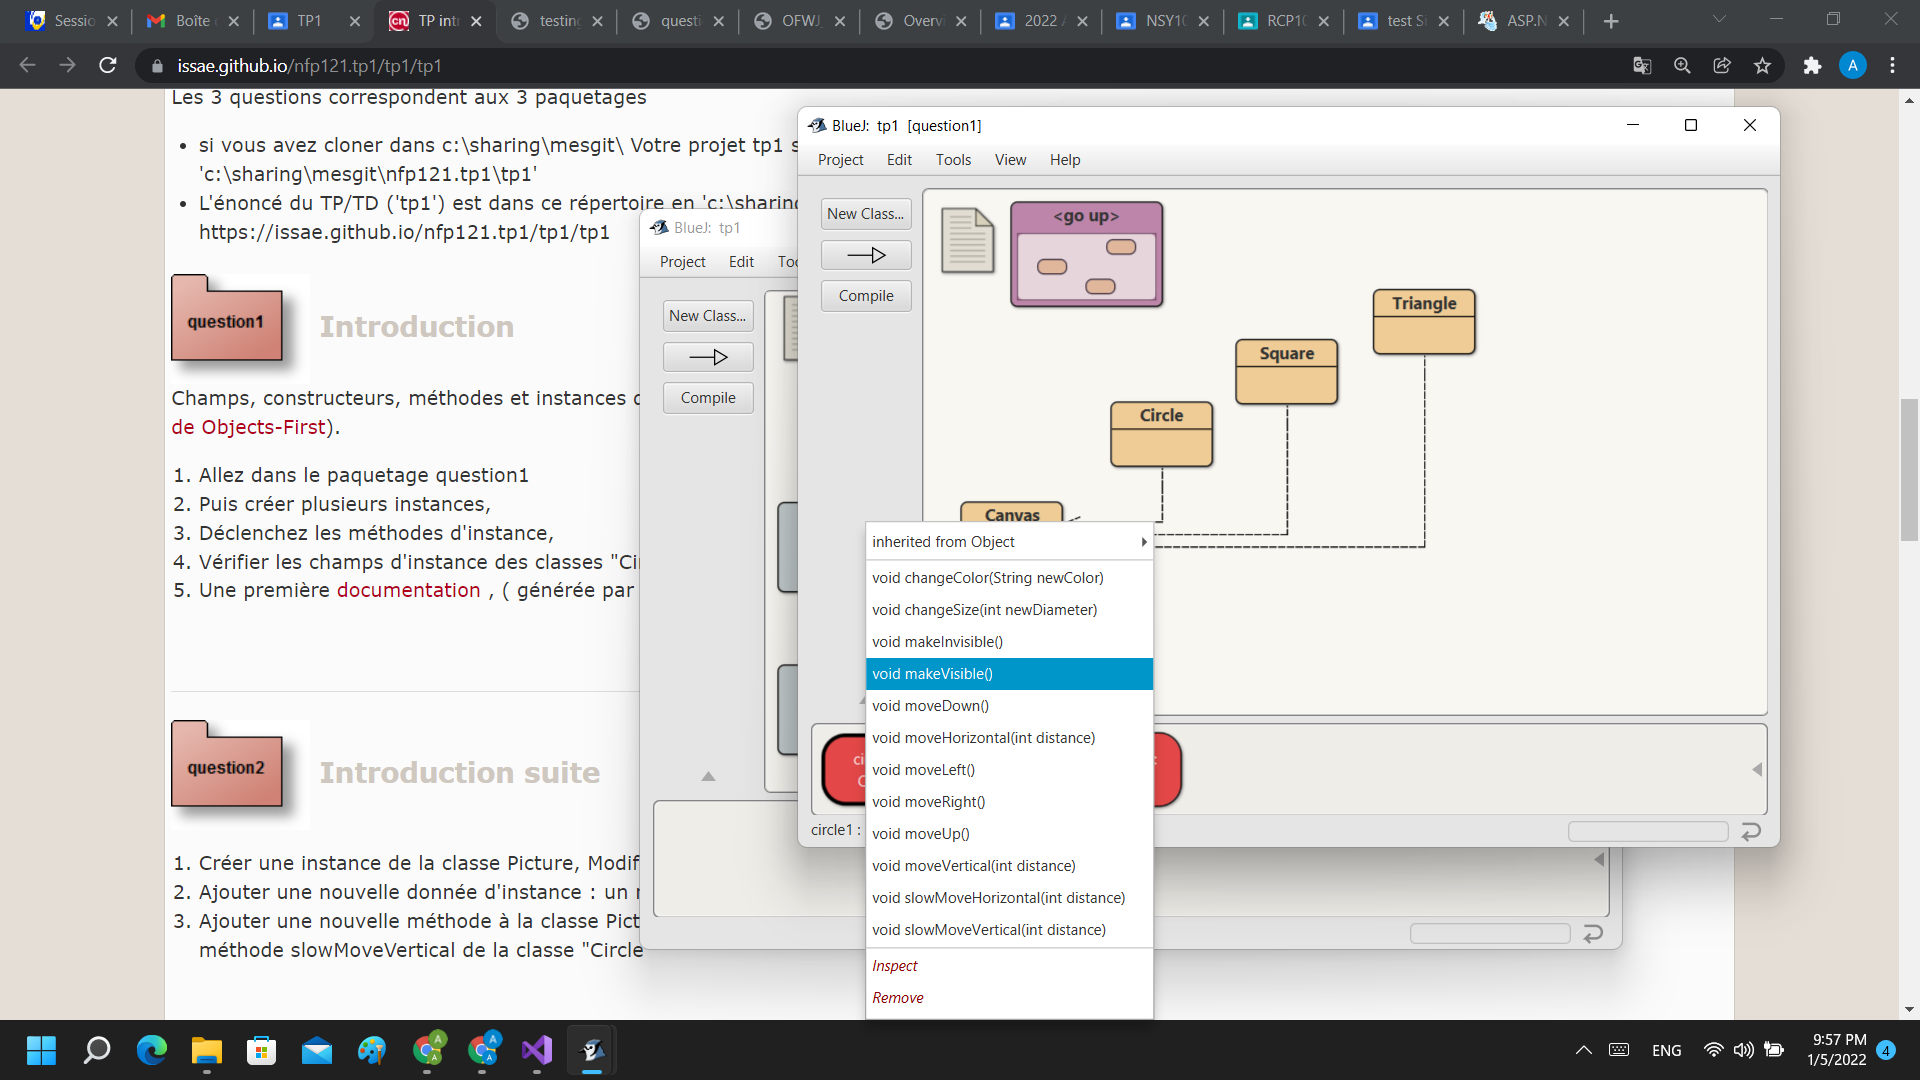 Sessio
Boîte
TP1
TP intr
testing
questi
OFWJ
Overv
2022
NSY10
RCP10
test Si
ASP.N
issae.github.io/nfp121.tp1/tp1/tp1
A
Les 3 questions correspondent aux 3 paquetages
si vous avez cloner dans c:\sharing\mesgit\ Votre projet tp1 s
'c:\sharing\mesgit\nfp121.tp1\tp1'
L'énoncé du TP/TD ('tp1') est dans ce répertoire en 'c:\sharing
https://issae.github.io/nfp121.tp1/tp1/tp1
question1
Introduction
Champs, constructeurs, méthodes et instances
de Objects-First).
1. Allez dans le paquetage question1
2. Puis créer plusieurs instances,
3. Déclenchez les méthodes d'instance,
4. Vérifier les champs d'instance des classes "Ci
5. Une première documentation , ( générée par
question2
Introduction suite
1. Créer une instance de la classe Picture, Modif
2. Ajouter une nouvelle donnée d'instance : un
3. Ajouter une nouvelle méthode à la classe Pict
méthode slowMoveVertical de la classe "Circle
BlueJ: tp1
Project Edit Too
New Class...
Compile
BlueJ: tp1 [question1]
Project Edit Tools View Help
New Class...
Compile
<go up>
Triangle
Square
Circle
Canvas
inherited from Object
void changeColor(String newColor)
void changeSize(int newDiameter)
void makeInvisible()
void makeVisible()
void moveDown()
void moveHorizontal(int distance)
void moveLeft()
void moveRight()
void moveUp()
void moveVertical(int distance)
void slowMoveHorizontal(int distance)
void slowMoveVertical(int distance)
Inspect
Remove
ci
C
:
circle1 :
ENG
9:57 PM
1/5/2022
4